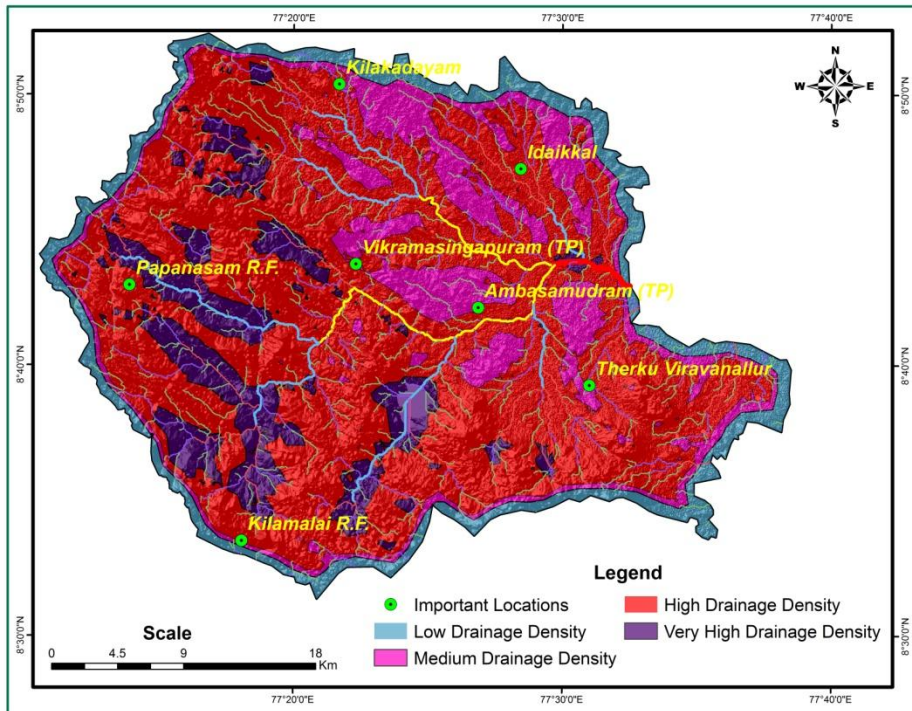 77°20'0"E 77°30'0"E 77°40'0"E
N
W E
S
8°50'0"N 8°50'0"N
Kilakadayam
Idaikkal
Vikramasingapuram (TP)
Papanasam R.F.
Ambasamudram (TP)
8°40'0"N 8°40'0"N
Therku Viravanallur
Kilamalai R.F.
Legend
Important Locations
Low Drainage Density
Medium Drainage Density
High Drainage Density
Very High Drainage Density
Scale
0 4.5 9 18
Km
8°30'0"N 8°30'0"N
77°20'0"E 77°30'0"E 77°40'0"E